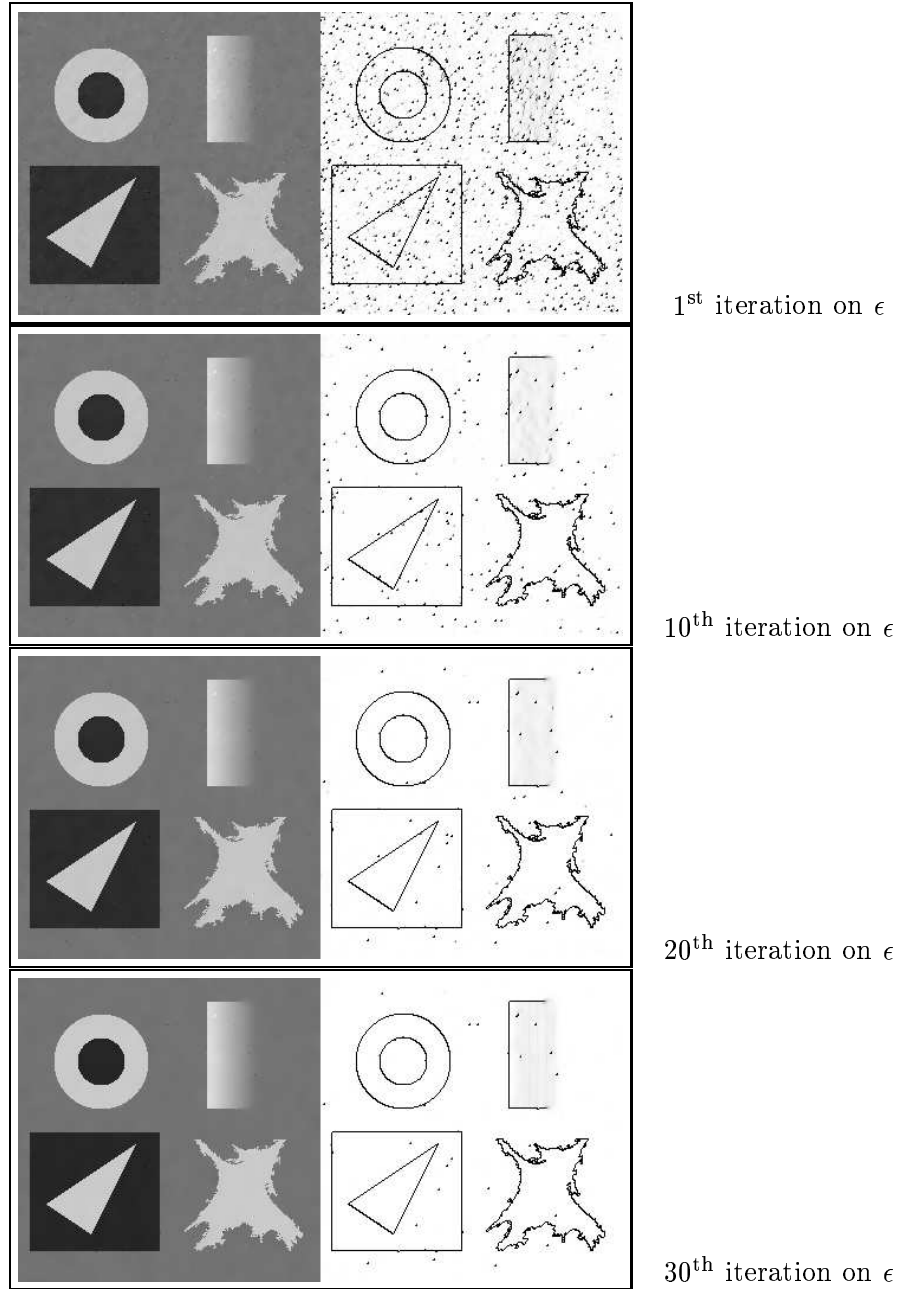 1st iteration on ϵ
10th iteration on ϵ
20th iteration on ϵ
30th iteration on ϵ